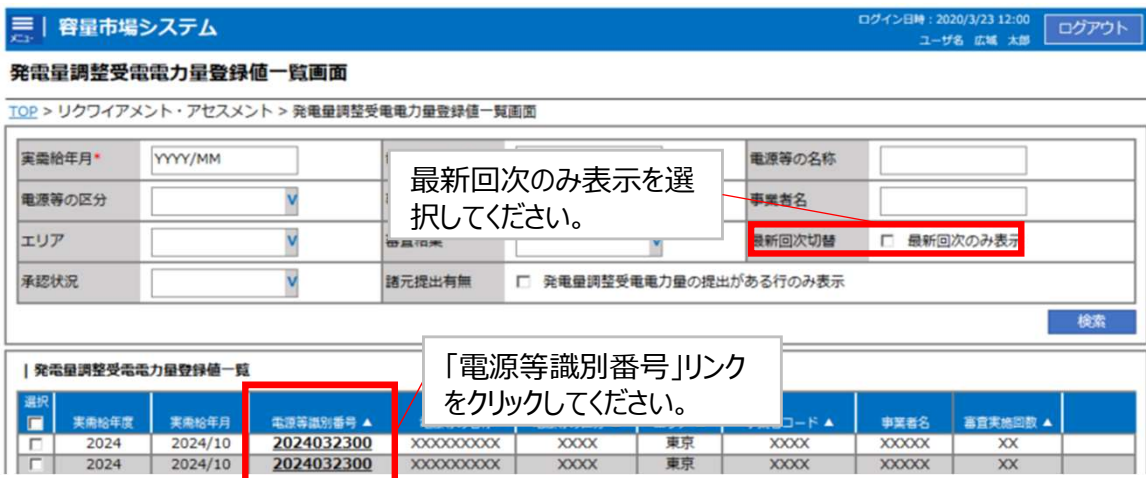 メニュー 容量市場システム
ログイン日時：2020/3/23 12:00
ユーザ名 広域 太郎
ログアウト
発電量調整受電電力量登録値一覧画面
TOP > リクワイアメント・アセスメント > 発電量調整受電電力量登録値一覧画面
実需給年月* YYYY/MM 電源等の名称
最新回次のみ表示を選
択してください。
電源等の区分 事業者名
エリア 審査結果 最新回次切替 最新回次のみ表示
承認状況 諸元提出有無 発電量調整受電電力量の提出がある行のみ表示
検索
| 発電量調整受電電力量登録値一覧
「電源等識別番号」リンク
をクリックしてください。
選択 実需給年度 実需給年月 電源等識別番号 ▲ コード ▲ 事業者名 審査実施回数 ▲
2024 2024/10 2024032300 XXXXXXXXXX XXXX 東京 XXXX XXXXX XX
2024 2024/10 2024032300 XXXXXXXXXX XXXX 東京 XXXX XXXXX XX